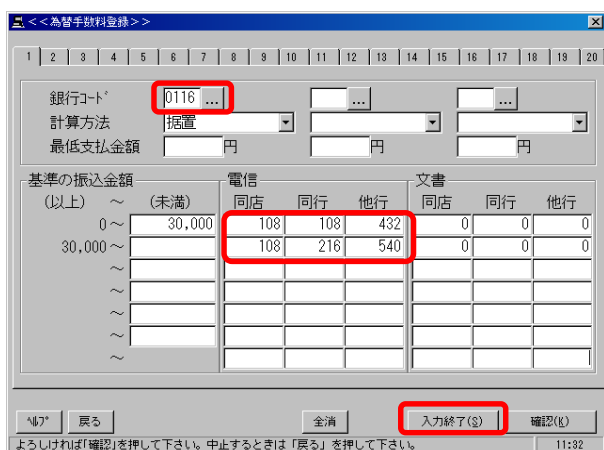 <<為替手数料登録>>
1 2 3 4 5 6 7 8 9 10 11 12 13 14 15 16 17 18 19 20
銀行ｺｰﾄﾞ 0116 ... ... ...
計算方法 据置
最低支払金額 円 円 円
基準の振込金額 電信 文書
(以上) ～ (未満) 同店 同行 他行 同店 同行 他行
0～ 30,000 108 108 432 0 0 0
30,000～ 108 216 540 0 0 0
～
～
～
～
ﾍﾙﾌﾟ 戻る 全消 入力終了(S) 確認(K)
よろしければ「確認」を押して下さい。中止するときは「戻る」を押して下さい。 11:32